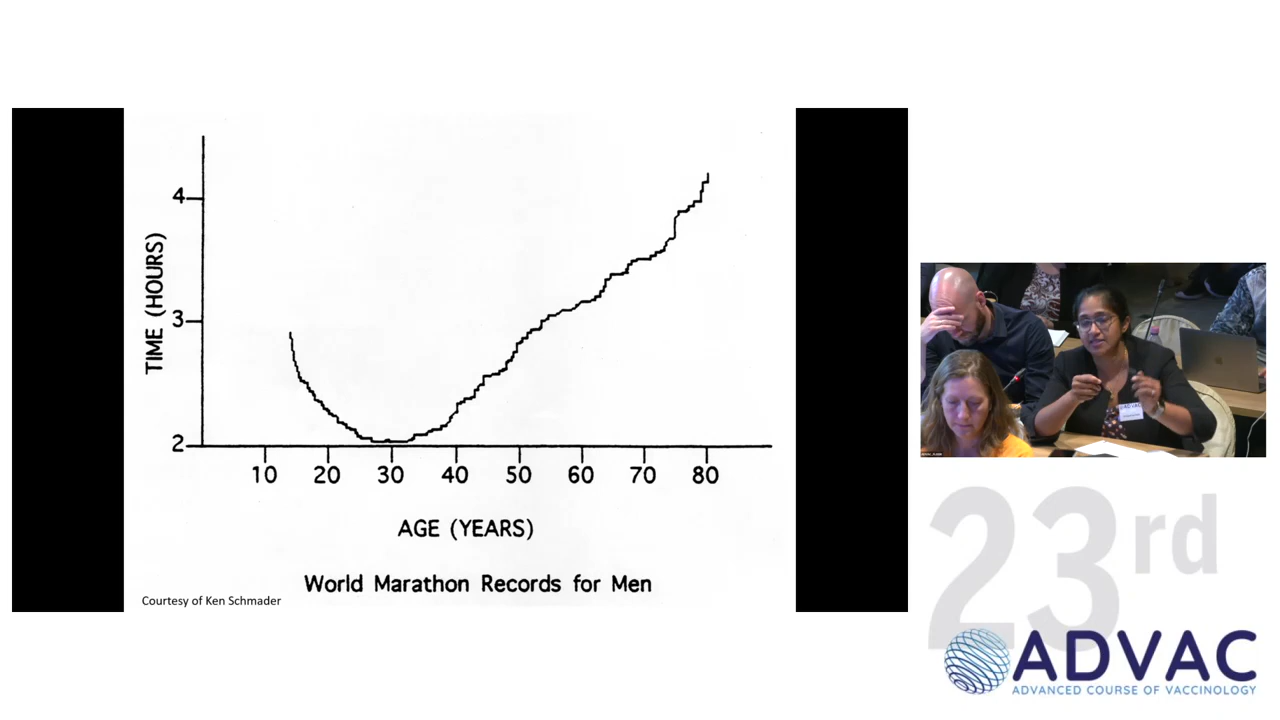 4
3
2
TIME (HOURS)
10 20 30 40 50 60 70 80
AGE (YEARS)
World Marathon Records for Men
Courtesy of Ken Schmader
ADVAC
23rd
ADVAC
ADVANCED COURSE OF VACCINOLOGY